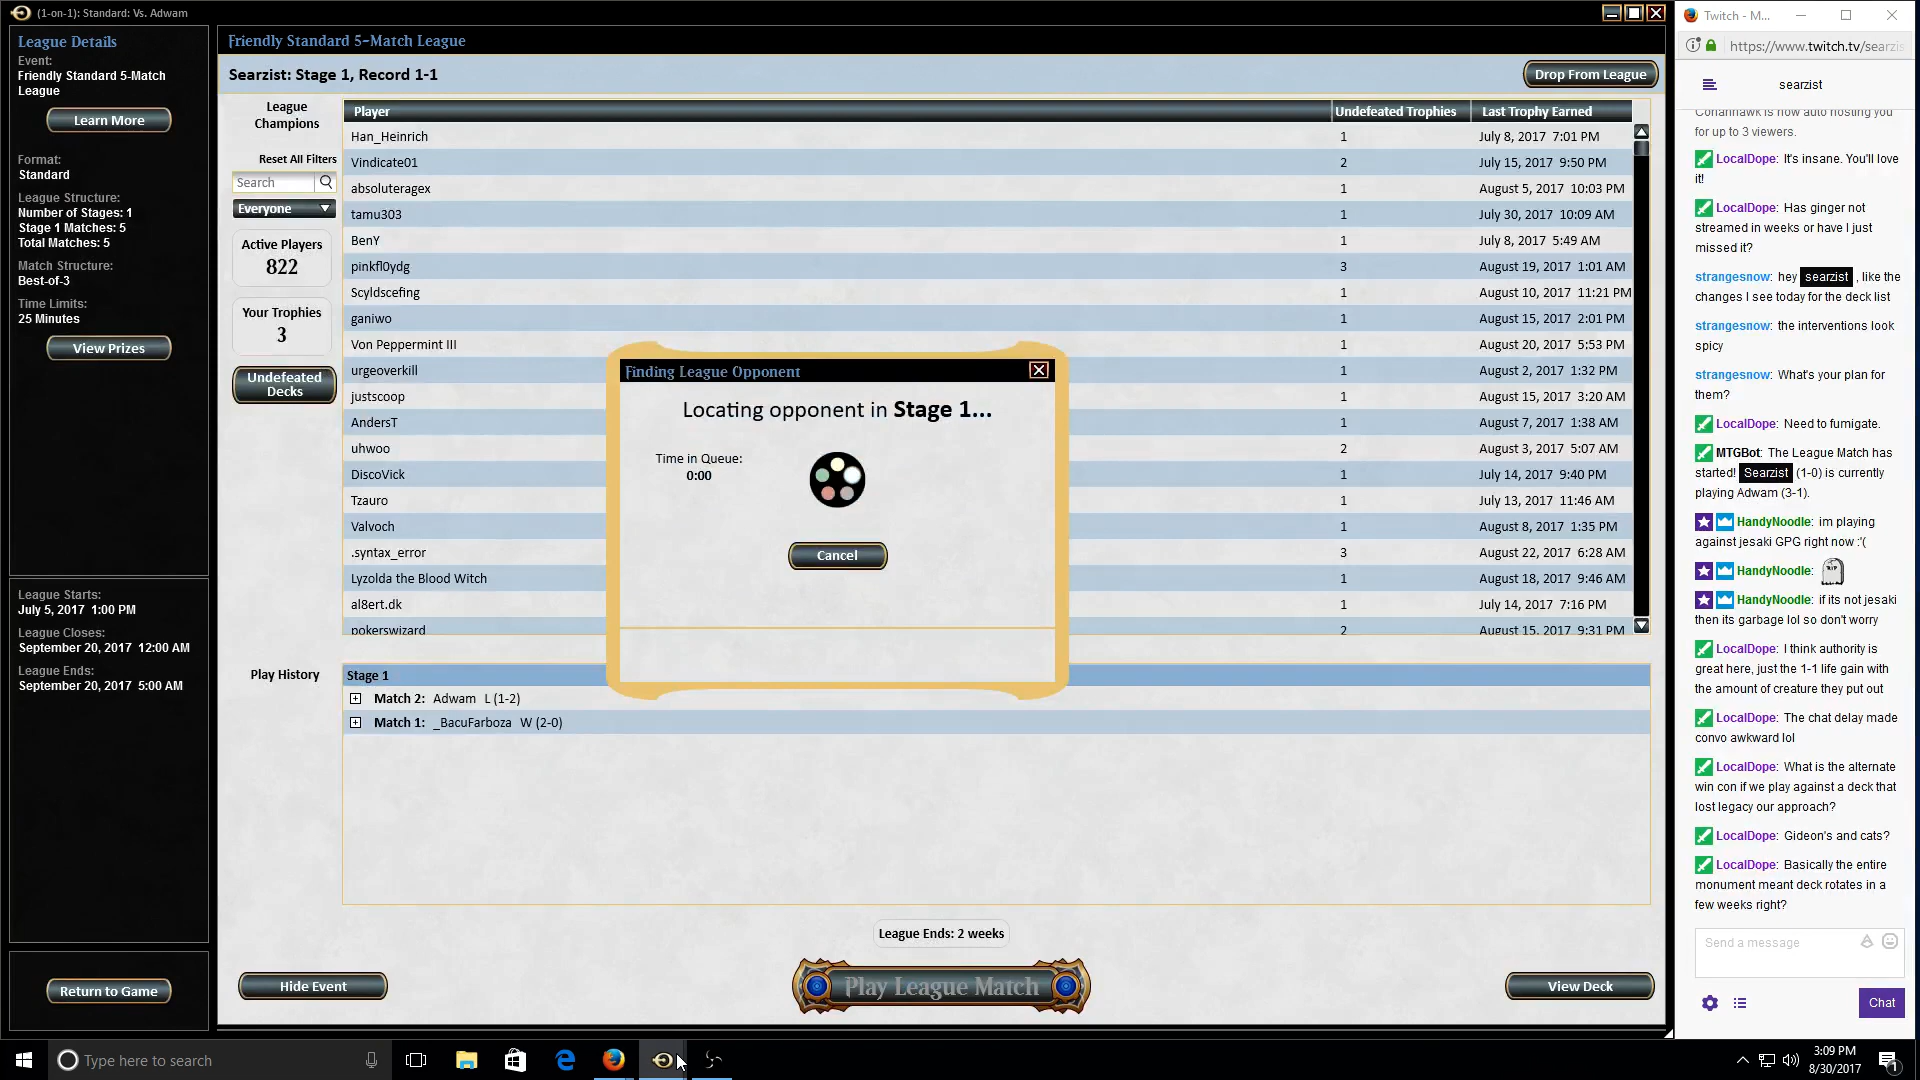 (1-on-1): Standard: Vs. Adwam
League Details
Event:
Friendly Standard 5-Match
League
Learn More
Format:
Standard
League Structure:
Number of Stages: 1
Stage 1 Matches: 5
Total Matches: 5
Match Structure:
Best-of-3
Time Limits:
25 Minutes
View Prizes
League Starts:
July 5, 2017 1:00 PM
League Closes:
September 20, 2017 12:00 AM
League Ends:
September 20, 2017 5:00 AM
Return to Game
Friendly Standard 5-Match League
Searzist: Stage 1, Record 1-1
Drop From League
League
Champions
Reset All Filters
Search
Everyone
Active Players
822
Your Trophies
3
Undefeated
Decks
Player Undefeated Trophies Last Trophy Earned
Han_Heinrich 1 July 8, 2017 7:01 PM
Vindicate01 2 July 15, 2017 9:50 PM
absoluteragex 1 August 5, 2017 10:03 PM
tamu303 1 July 30, 2017 10:09 AM
BenY 1 July 8, 2017 5:49 AM
pinkfl0ydg 3 August 19, 2017 1:01 AM
Scyldscefing 1 August 10, 2017 11:21 PM
ganiwo 1 August 15, 2017 2:01 PM
Von Peppermint III 1 August 20, 2017 5:53 PM
urgeoverkill 1 August 2, 2017 1:32 PM
justscoop 1 August 15, 2017 3:20 AM
AndersT 1 August 7, 2017 1:38 AM
uhwoo 2 August 3, 2017 5:07 AM
DiscoVick 1 July 14, 2017 9:40 PM
Tzauro 1 July 13, 2017 11:46 AM
Valvoch 1 August 8, 2017 1:35 PM
.syntax_error 3 August 22, 2017 6:28 AM
Lyzolda the Blood Witch 1 August 18, 2017 9:46 AM
al8ert.dk 1 July 14, 2017 7:16 PM
pokerswizard 2 August 15, 2017 9:31 PM
Finding League Opponent
Locating opponent in Stage 1...
Time in Queue:
0:00
Cancel
Play History
Stage 1
Match 2: Adwam L (1-2)
Match 1: _BacuFarboza W (2-0)
League Ends: 2 weeks
Hide Event
Play League Match
View Deck
Twitch - M...
https://www.twitch.tv/searzis
searzist
Conanhawk is now auto hosting you
for up to 3 viewers.
LocalDope: It's insane. You'll love
it!
LocalDope: Has ginger not
streamed in weeks or have I just
missed it?
strangesnow: hey searzist , like the
changes I see today for the deck list
strangesnow: the interventions look
spicy
strangesnow: What's your plan for
them?
LocalDope: Need to fumigate.
MTGBot: The League Match has
started! Searzist (1-0) is currently
playing Adwam (3-1).
HandyNoodle: im playing
against jesaki GPG right now :'(
HandyNoodle:
RIP
HandyNoodle: if its not jesaki
then its garbage lol so don't worry
LocalDope: I think authority is
great here, just the 1-1 life gain with
the amount of creature they put out
LocalDope: The chat delay made
convo awkward lol
LocalDope: What is the alternate
win con if we play against a deck that
lost legacy our approach?
LocalDope: Gideon's and cats?
LocalDope: Basically the entire
monument meant deck rotates in a
few weeks right?
Send a message
Chat
Type here to search
3:09 PM
8/30/2017
1